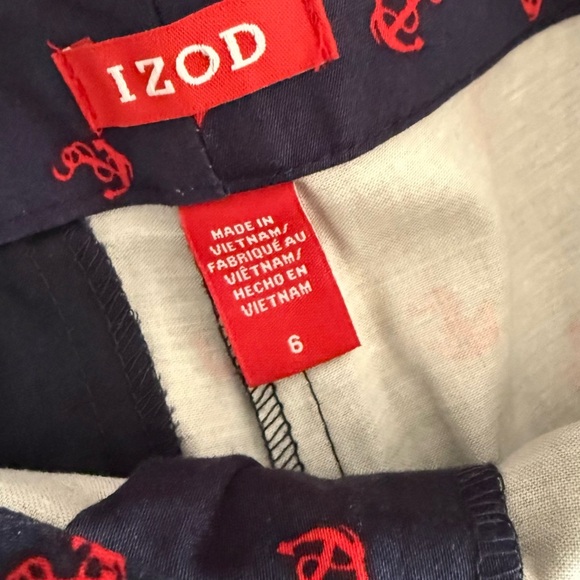 IZOD
MADE IN
VIETNAM/
FABRIQUÉ AU
VIÊTNAM/
HECHO EN
VIETNAM
6